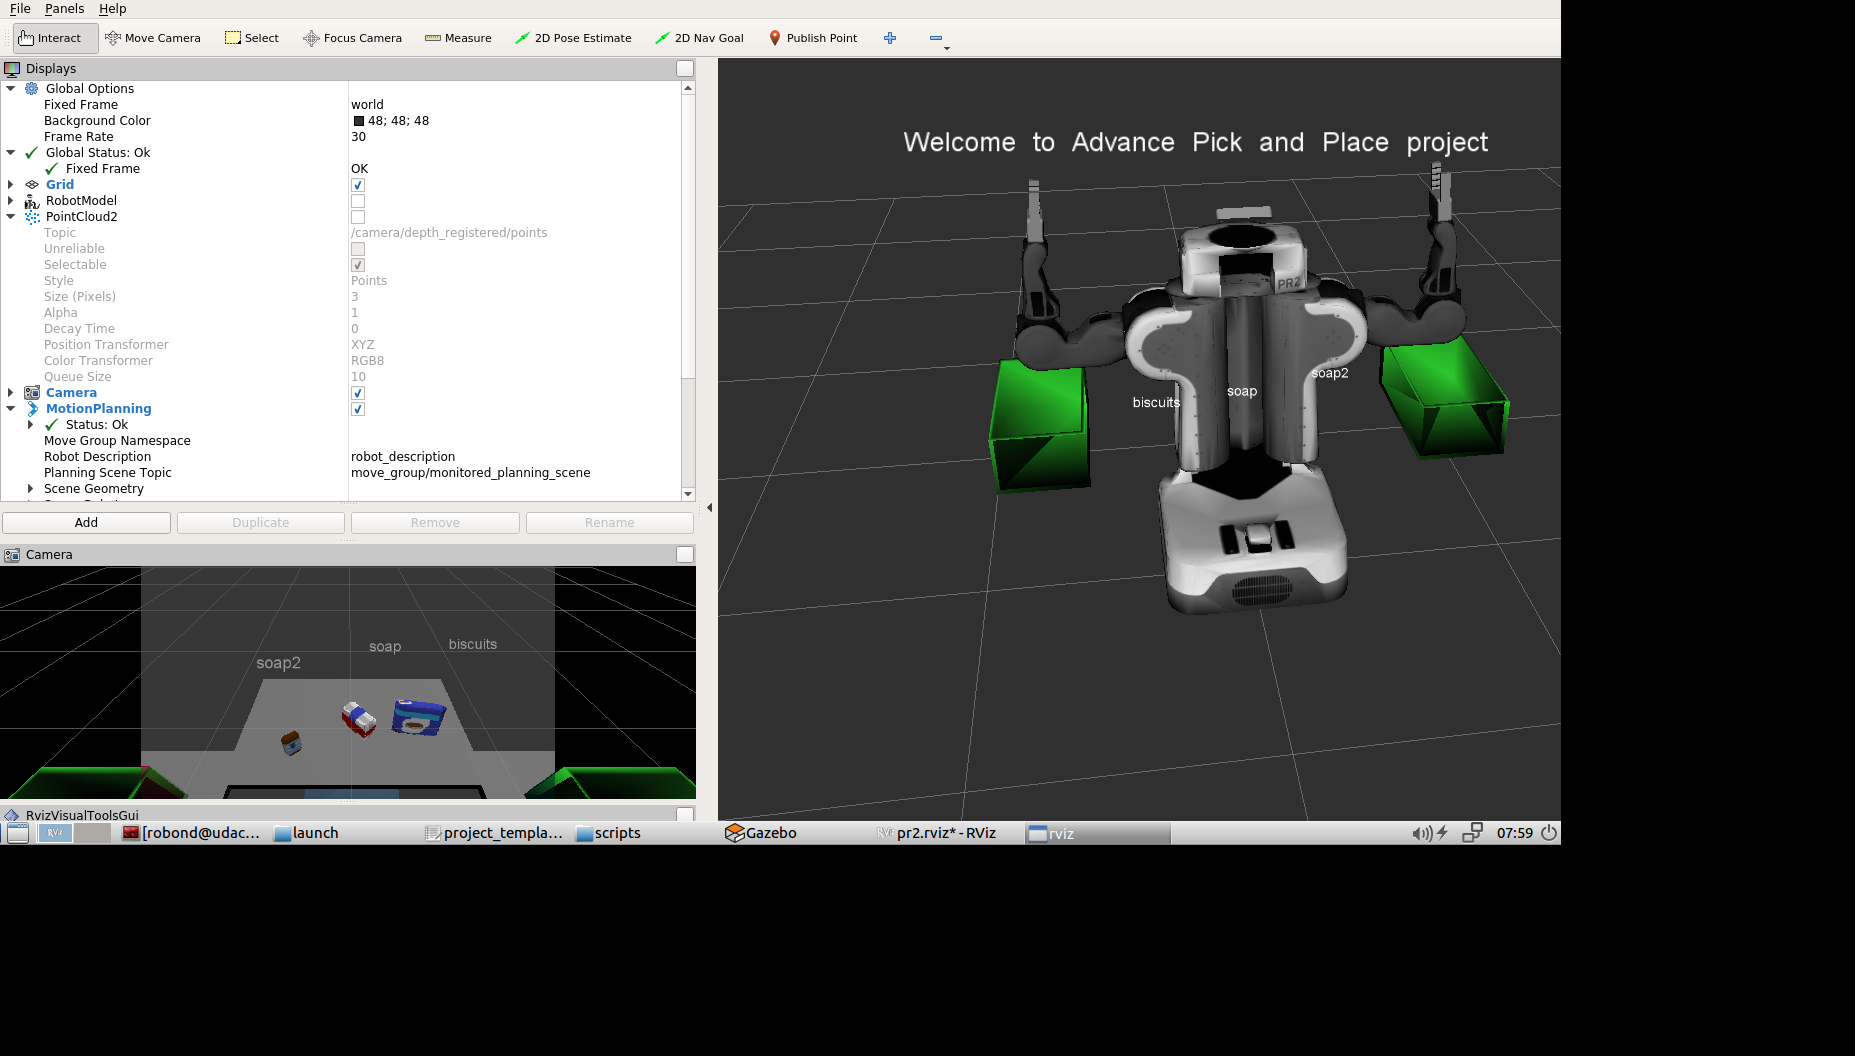 File Panels Help
Interact Move Camera Select Focus Camera Measure 2D Pose Estimate 2D Nav Goal Publish Point
Displays
Global Options
Fixed Frame world
Background Color 48; 48; 48
Frame Rate 30
Global Status: Ok
Fixed Frame OK
Grid
RobotModel
PointCloud2
Topic /camera/depth_registered/points
Unreliable
Selectable
Style Points
Size (Pixels) 3
Alpha 1
Decay Time 0
Position Transformer XYZ
Color Transformer RGB8
Queue Size 10
Camera
MotionPlanning
Status: Ok
Move Group Namespace
Robot Description robot_description
Planning Scene Topic move_group/monitored_planning_scene
Scene Geometry
Add Duplicate Remove Rename
Camera
soap2 soap biscuits
RvizVisualToolsGui
Welcome to Advance Pick and Place project
PR2
biscuits soap soap2
RViz [robond@udac... launch project_templa... scripts Gazebo RViz pr2.rviz* - RViz rviz 07:59